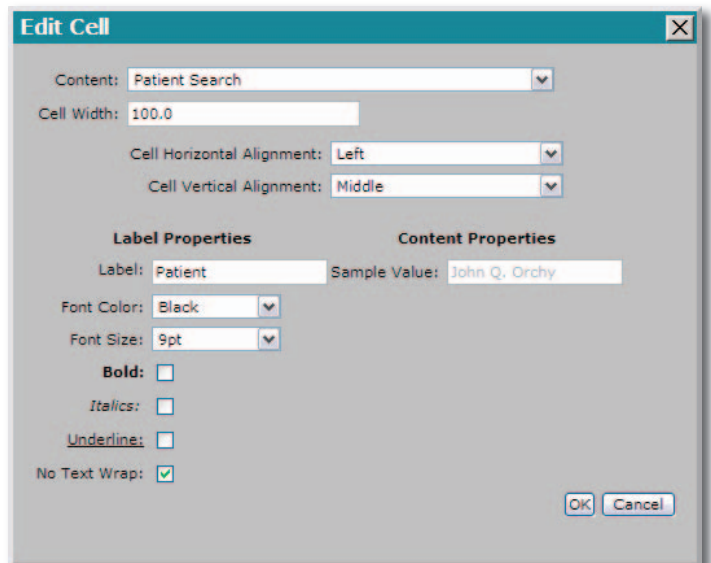 Edit Cell
Content: Patient Search
Cell Width: 100.0
Cell Horizontal Alignment: Left
Cell Vertical Alignment: Middle
Label Properties Content Properties
Label: Patient Sample Value: John Q. Orchy
Font Color: Black
Font Size: 9pt
Bold:
Italics:
Underline:
No Text Wrap:
OK Cancel